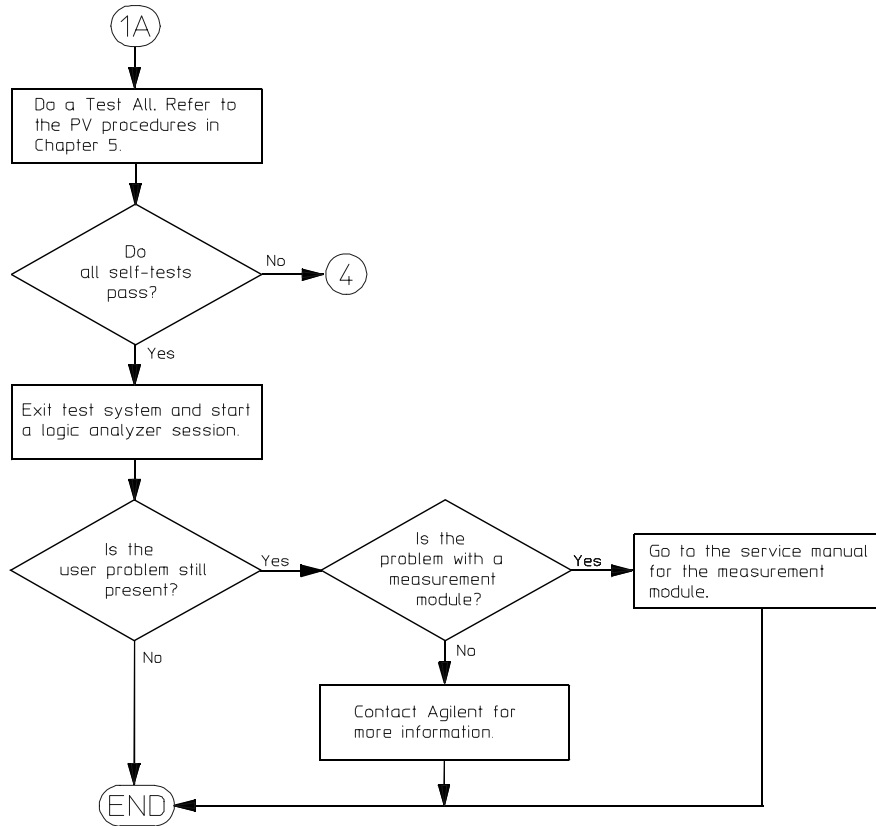 1A
Do a Test All. Refer to
the PV procedures in
Chapter 5.
Do
all self-tests
pass?
No
4
Yes
Exit test system and start
a logic analyzer session.
Is the
user problem still
present?
Yes
Is the
problem with a
measurement
module?
Yes
Go to the service manual
for the measurement
module.
No
No
Contact Agilent for
more information.
END